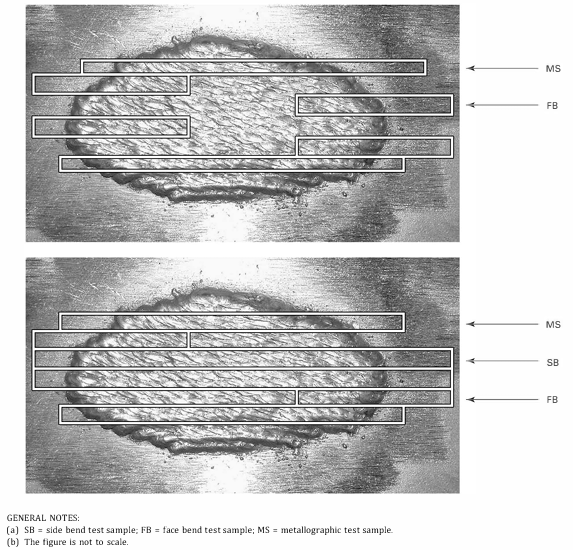 MS
FB
MS
SB
FB
GENERAL NOTES:
(a) SB = side bend test sample; FB = face bend test sample; MS = metallographic test sample.
(b) The figure is not to scale.